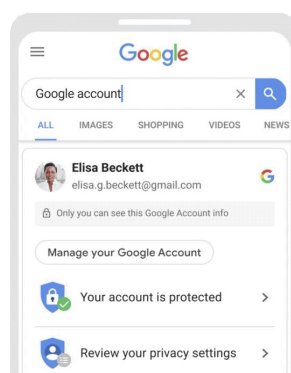 Google
Google account
ALL IMAGES SHOPPING VIDEOS NEWS
Elisa Beckett
elisa.g.beckett@gmail.com
G
Only you can see this Google Account info
Manage your Google Account
Your account is protected
Review your privacy settings